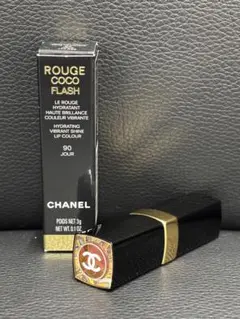 ROUGE
COCO
FLASH
LE ROUGE
HYDRATANT
HAUTE BRILLANCE
COULEUR VIBRANTE
HYDRATING
VIBRANT SHINE
LIP COLOUR
90
JOUR
CHANEL
POIDS NET 3g
NET WT. 0.1 OZ.